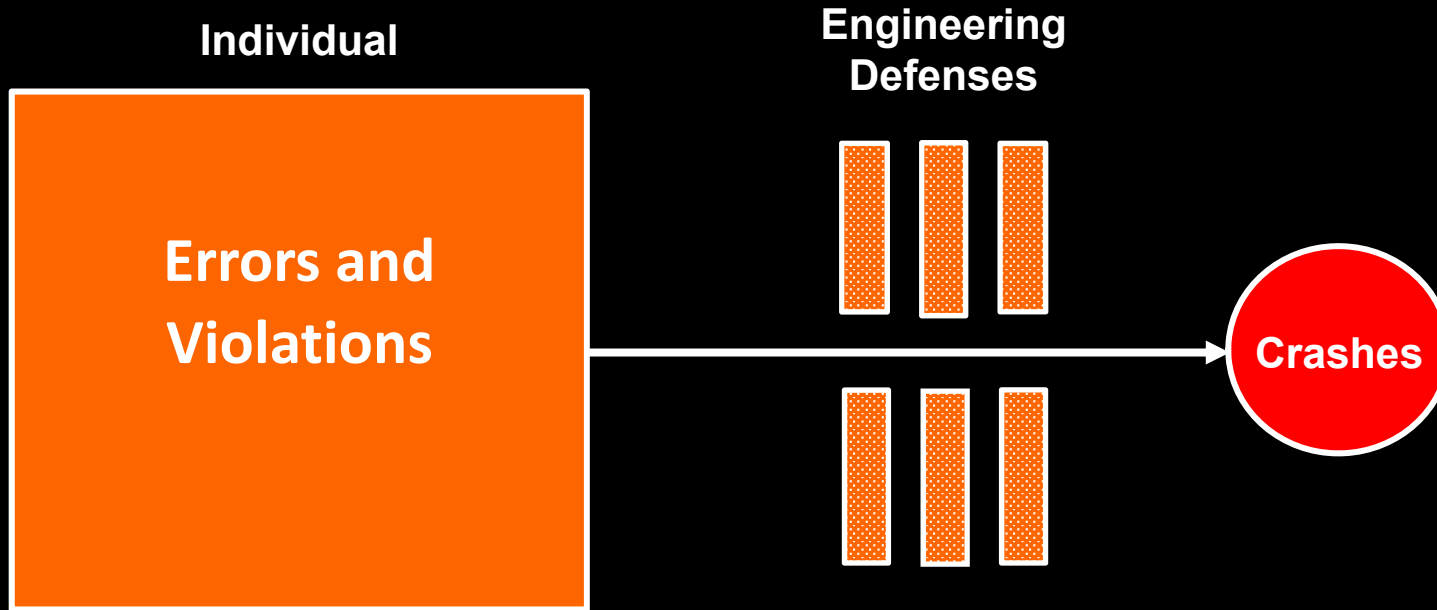 Individual
Engineering
Defenses
Errors and
Violations
Crashes